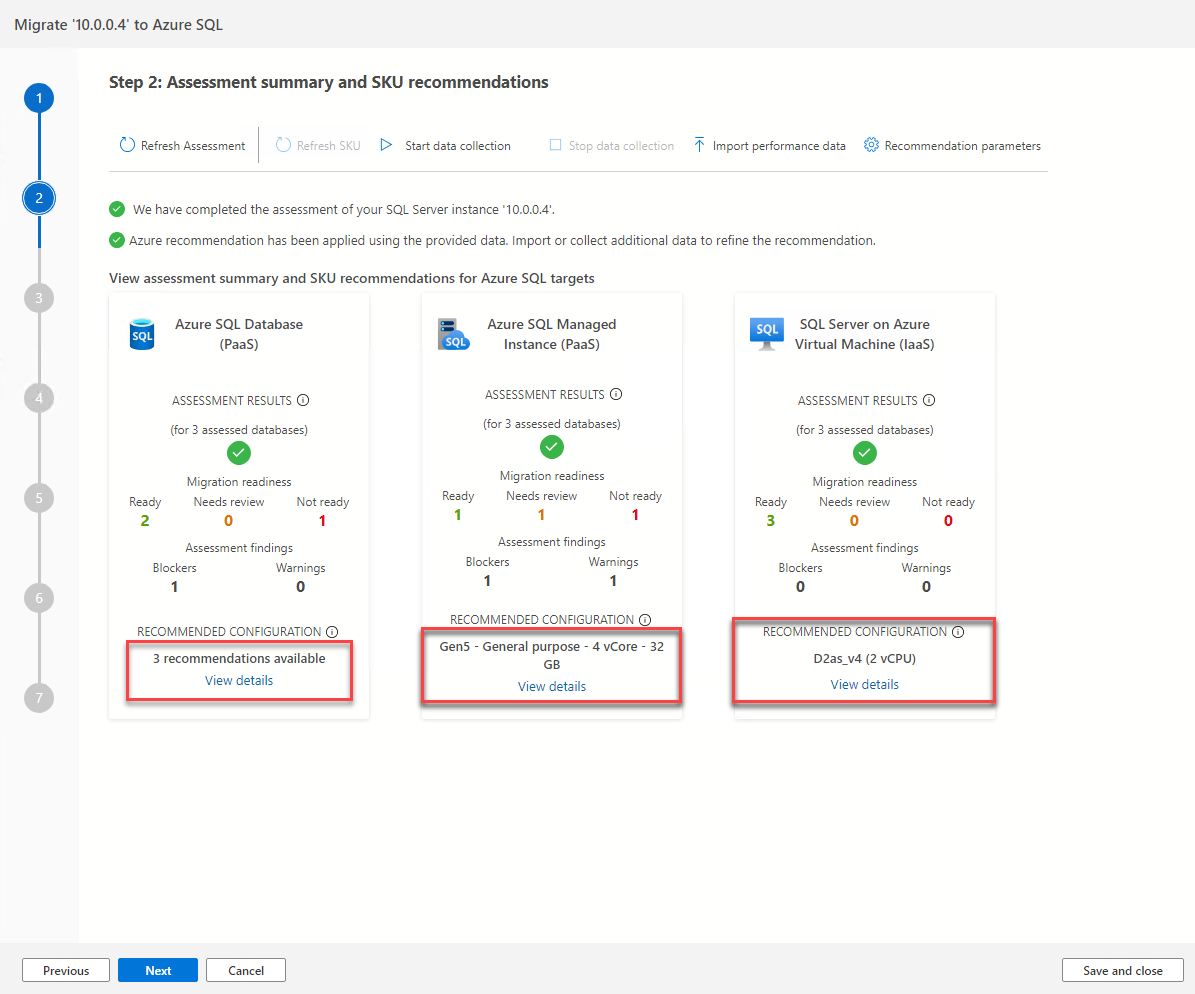 Migrate '10.0.0.4' to Azure SQL
1
2
3
4
5
6
7
Step 2: Assessment summary and SKU recommendations
Refresh Assessment
Refresh SKU
Start data collection
Stop data collection
Import performance data
Recommendation parameters
We have completed the assessment of your SQL Server instance '10.0.0.4'.
Azure recommendation has been applied using the provided data. Import or collect additional data to refine the recommendation.
View assessment summary and SKU recommendations for Azure SQL targets
SQL
Azure SQL Database
(PaaS)
ASSESSMENT RESULTS
(for 3 assessed databases)
Migration readiness
Ready Needs review Not ready
2 0 1
Assessment findings
Blockers Warnings
1 0
RECOMMENDED CONFIGURATION
3 recommendations available
View details
SQL
Azure SQL Managed
Instance (PaaS)
ASSESSMENT RESULTS
(for 3 assessed databases)
Migration readiness
Ready Needs review Not ready
1 1 1
Assessment findings
Blockers Warnings
1 1
RECOMMENDED CONFIGURATION
Gen5 - General purpose - 4 vCore - 32
GB
View details
SQL
SQL Server on Azure
Virtual Machine (IaaS)
ASSESSMENT RESULTS
(for 3 assessed databases)
Migration readiness
Ready Needs review Not ready
3 0 0
Assessment findings
Blockers Warnings
0 0
RECOMMENDED CONFIGURATION
D2as_v4 (2 vCPU)
View details
Previous
Next
Cancel
Save and close